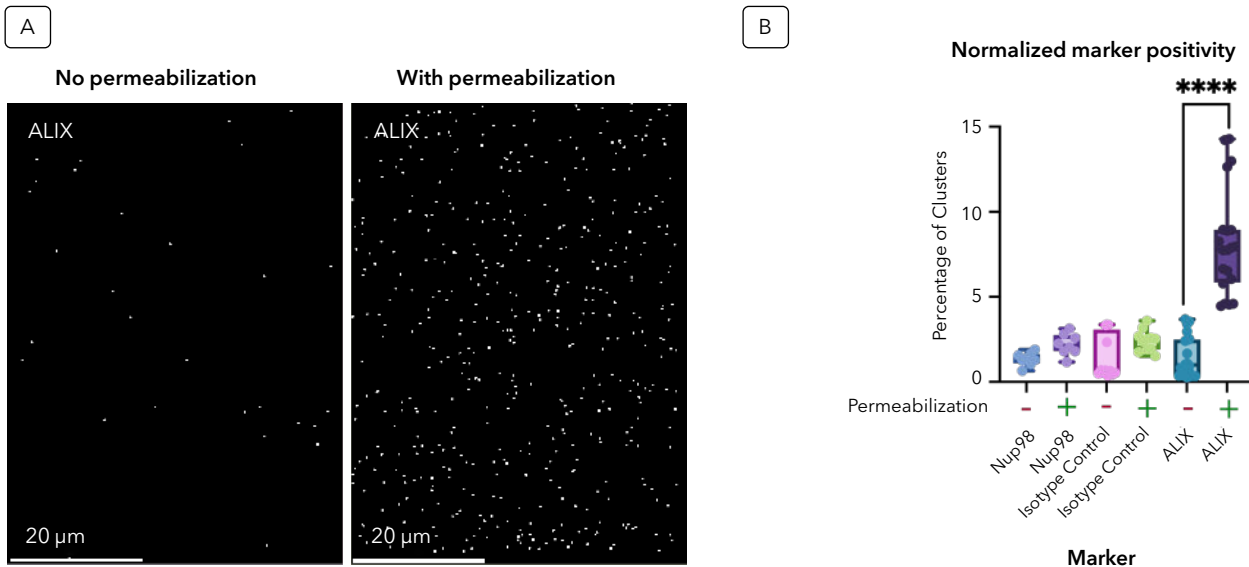 A
No permeabilization
With permeabilization
ALIX
ALIX
20 µm
20 µm
B
Normalized marker positivity
****
Percentage of Clusters
15
10
5
0
Permeabilization
- + - + - +
Nup98
Nup98
Isotype Control
Isotype Control
ALIX
ALIX
Marker